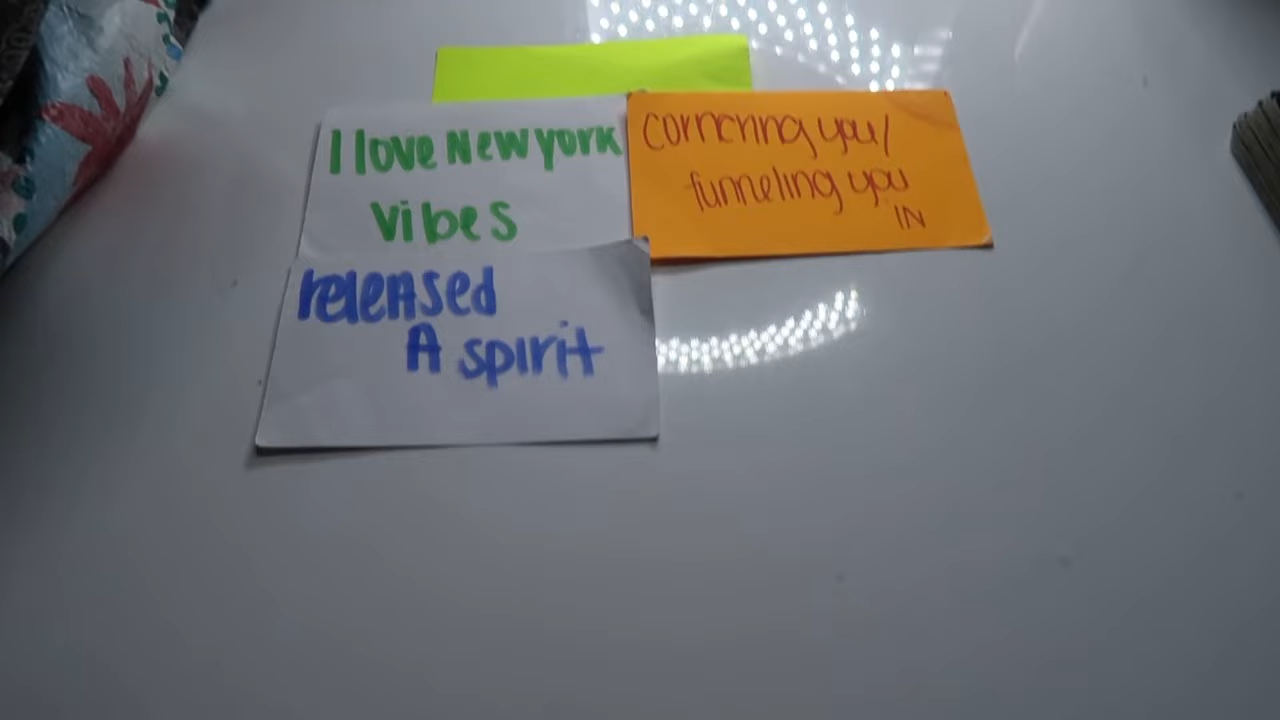 I love New york
vibes
cornering you/
funneling you
IN
released
A spirit